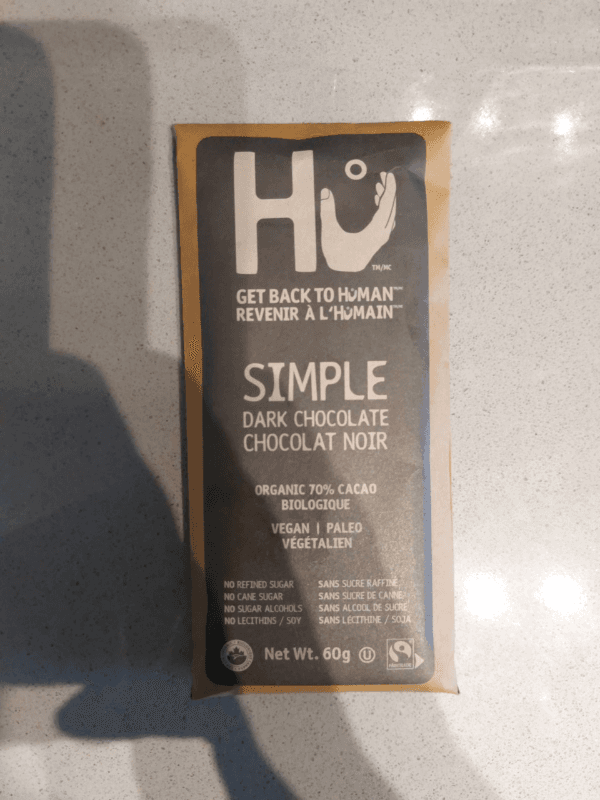 HU
TM/MC
GET BACK TO HUMAN™
REVENIR À L'HUMAIN™
SIMPLE
DARK CHOCOLATE
CHOCOLAT NOIR
ORGANIC 70% CACAO
BIOLOGIQUE
VEGAN | PALEO
VÉGÉTALIEN
NO REFINED SUGAR SANS SUCRE RAFFINÉ
NO CANE SUGAR SANS SUCRE DE CANNE
NO SUGAR ALCOHOLS SANS ALCOOL DE SUCRE
NO LECITHINS / SOY SANS LECITHINE / SOJA
Net Wt. 60g U